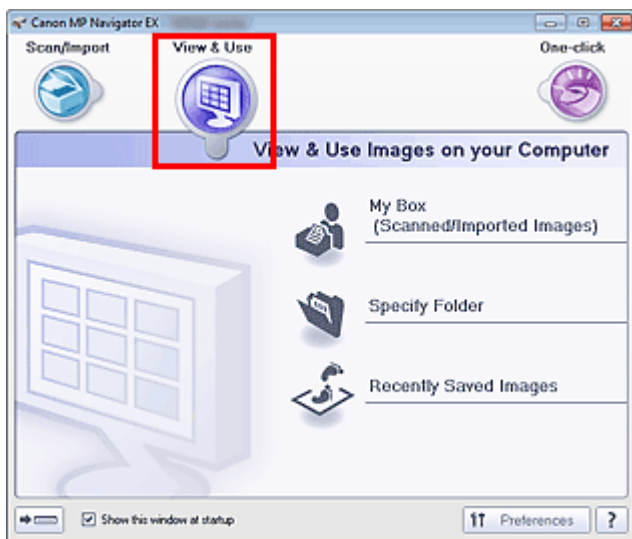 Canon MP Navigator EX
Scan/Import
View & Use
One-click
View & Use Images on your Computer
My Box
(Scanned/Imported Images)
Specify Folder
Recently Saved Images
Show this window at startup
Preferences
?